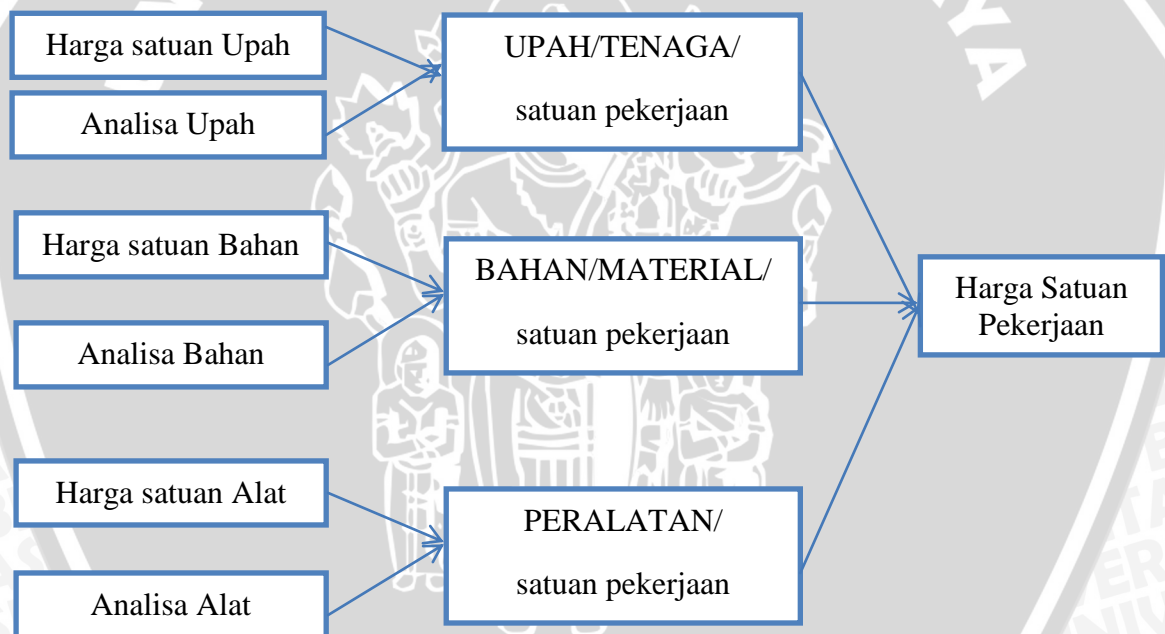 Harga satuan Upah
Analisa Upah
UPAH/TENAGA/
satuan pekerjaan
Harga satuan Bahan
Analisa Bahan
BAHAN/MATERIAL/
satuan pekerjaan
Harga satuan Alat
Analisa Alat
PERALATAN/
satuan pekerjaan
Harga Satuan
Pekerjaan